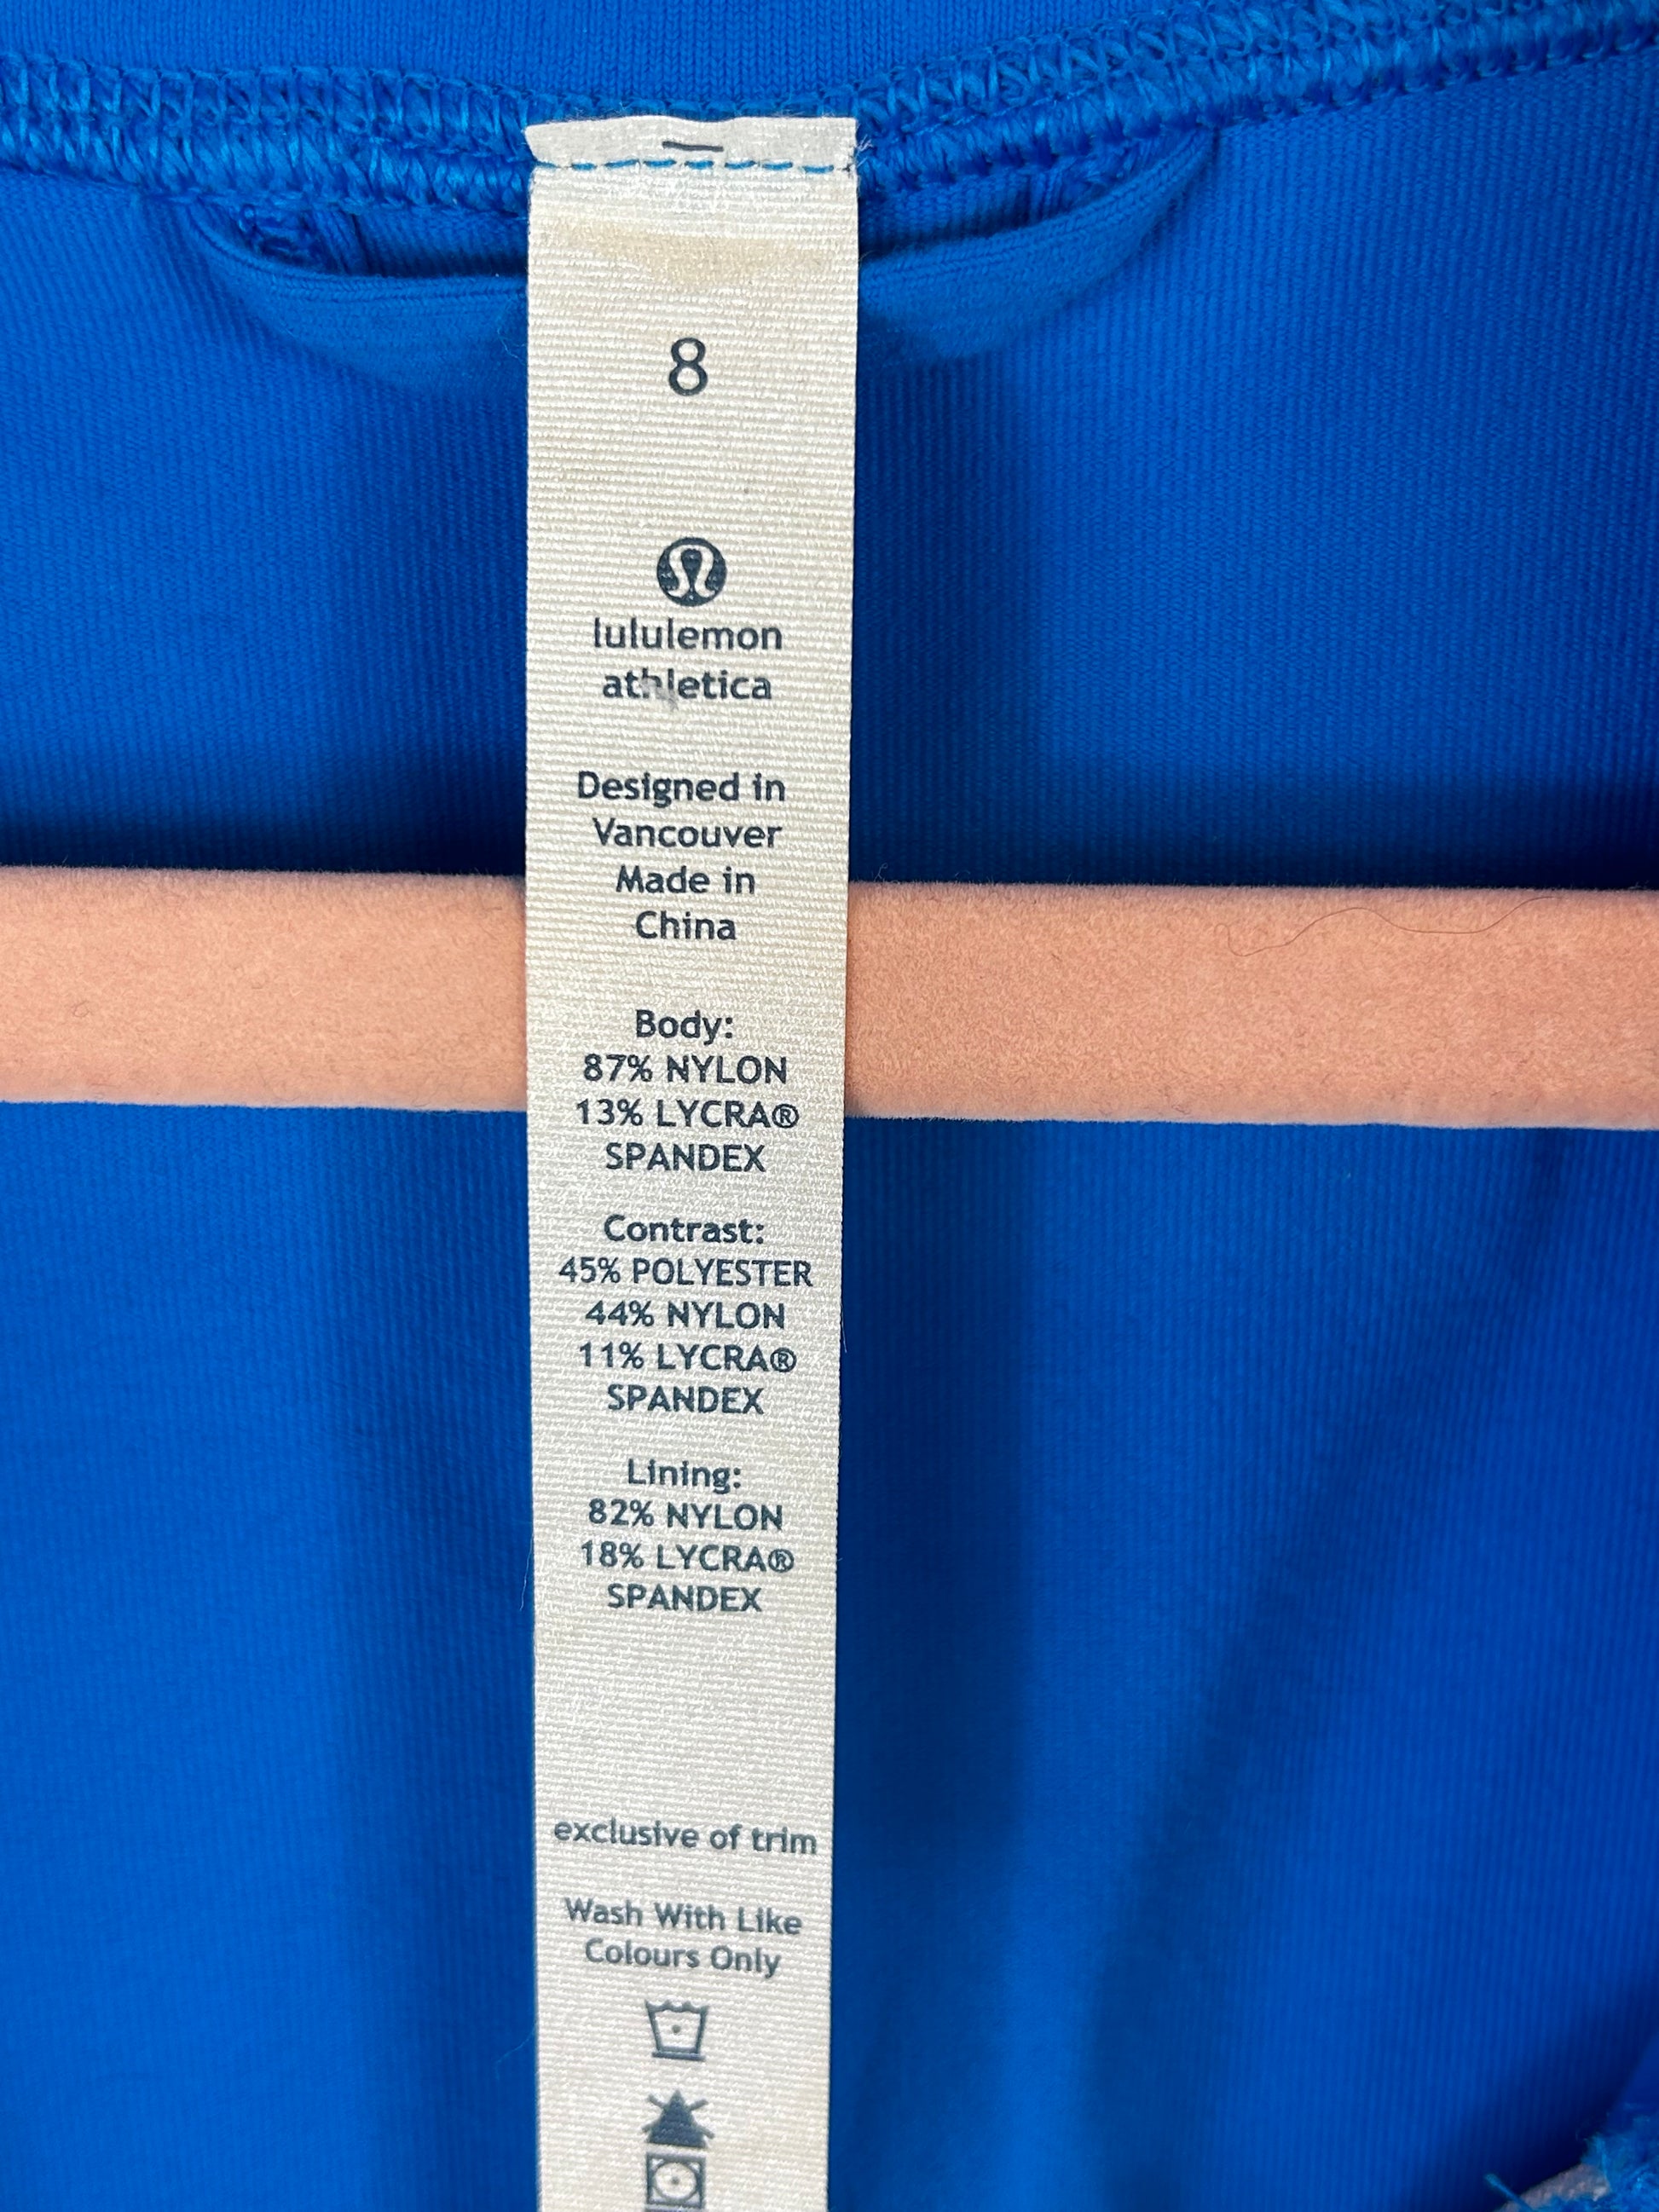 8
lululemon
athletica
Designed in
Vancouver
Made in
China
Body:
87% NYLON
13% LYCRA®
SPANDEX
Contrast:
45% POLYESTER
44% NYLON
11% LYCRA®
SPANDEX
Lining:
82% NYLON
18% LYCRA®
SPANDEX
exclusive of trim
Wash With Like
Colours Only